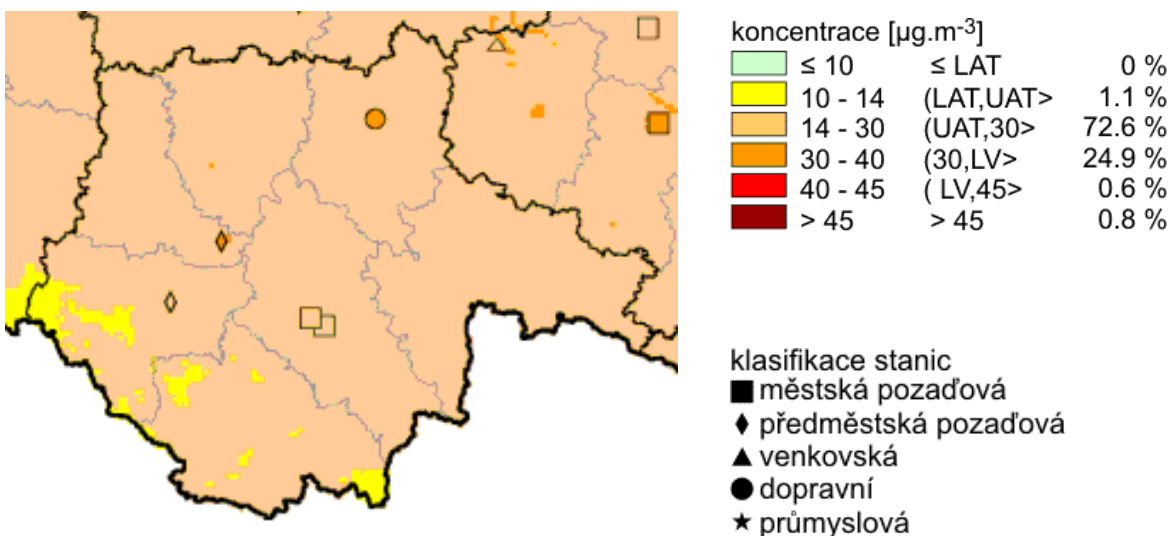 koncentrace [µg.m-3]
≤ 10 ≤ LAT 0 %
10 - 14 (LAT,UAT> 1.1 %
14 - 30 (UAT,30> 72.6 %
30 - 40 (30,LV> 24.9 %
40 - 45 ( LV,45> 0.6 %
> 45 > 45 0.8 %
klasifikace stanic
městská pozaďová
předměstská pozaďová
venkovská
dopravní
průmyslová